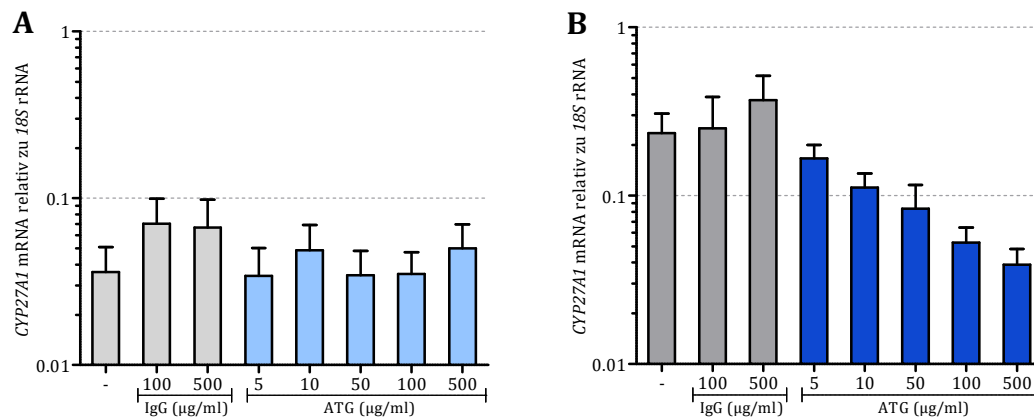 A
CYP27A1 mRNA relativ zu 18S rRNA
1
0.1
0.01
- 100 500 5 10 50 100 500
IgG (µg/ml) ATG (µg/ml)
B
CYP27A1 mRNA relativ zu 18S rRNA
1
0.1
0.01
- 100 500 5 10 50 100 500
IgG (µg/ml) ATG (µg/ml)